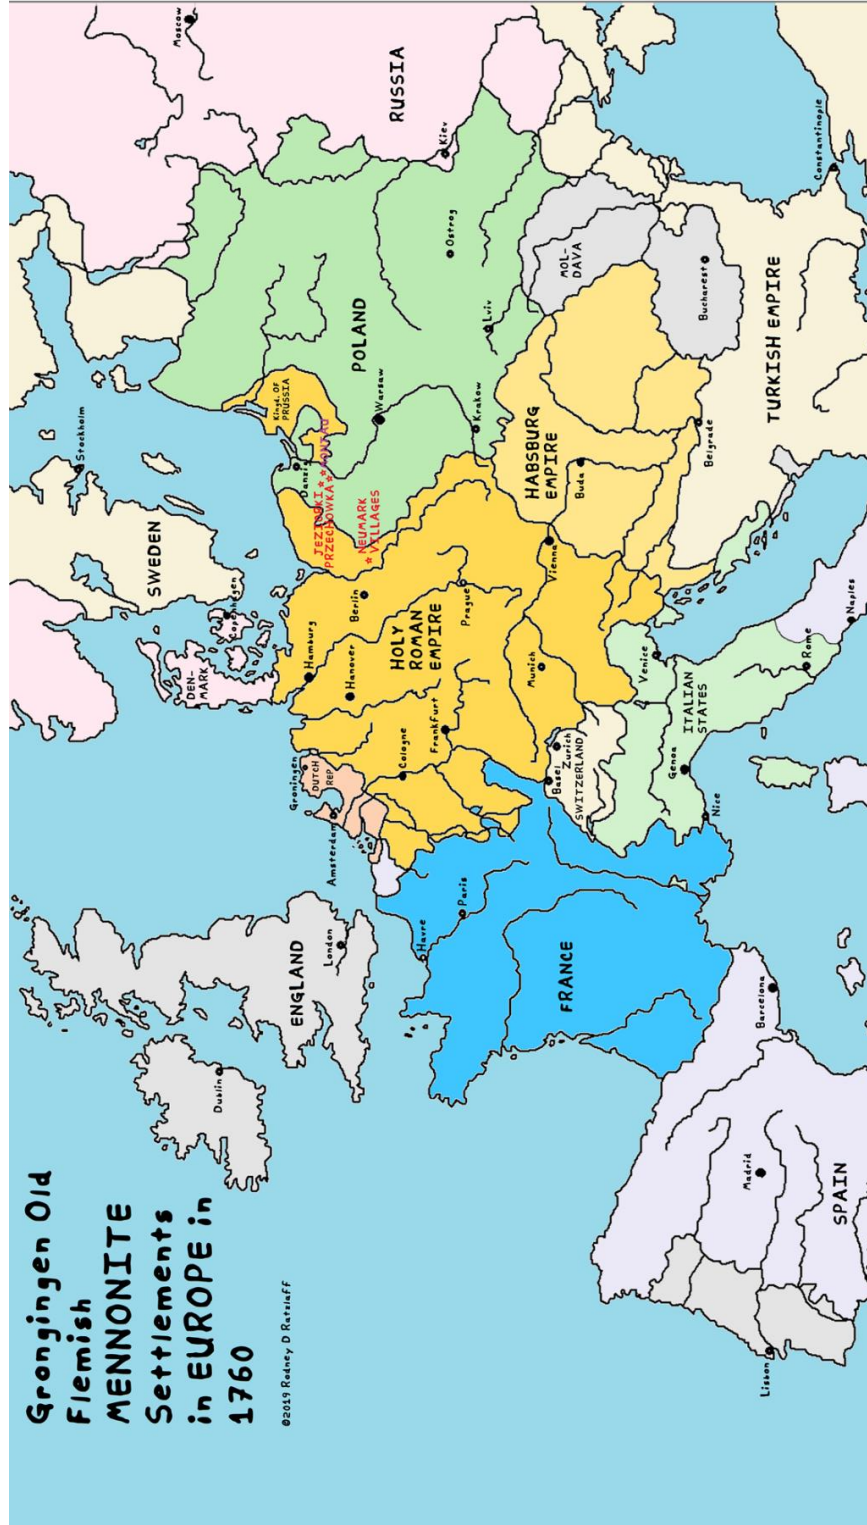 Grongingen Old
Flemish
MENNONITE
Settlements
in EUROPE in
1760
©2019 Rodney D Ratzlaff
Moscow
RUSSIA
Stockholm
SWEDEN
Copenhagen
DEN-
MARK
Kiev
Ostrog
POLAND
Lviv
Warsaw
Krakow
Kingd. OF
PRUSSIA
Danzig
JEZIORKI
PRZECHOWKA
KONTAU
NEUMARK
VILLAGES
Hamburg
Berlin
Hanover
HOLY
ROMAN
EMPIRE
Prague
Cologne
Frankfurt
Munich
Vienna
Groningen
DUTCH
REP
Amsterdam
ENGLAND
London
Dublin
Havre
Paris
FRANCE
Basel
Zurich
SWITZERLAND
HABSBURG
EMPIRE
Buda
MOL-
DAVA
Bucharest
Belgrade
TURKISH EMPIRE
Constantinople
Venice
ITALIAN
STATES
Genoa
Nice
Rome
Naples
Barcelona
Madrid
SPAIN
Lisbon